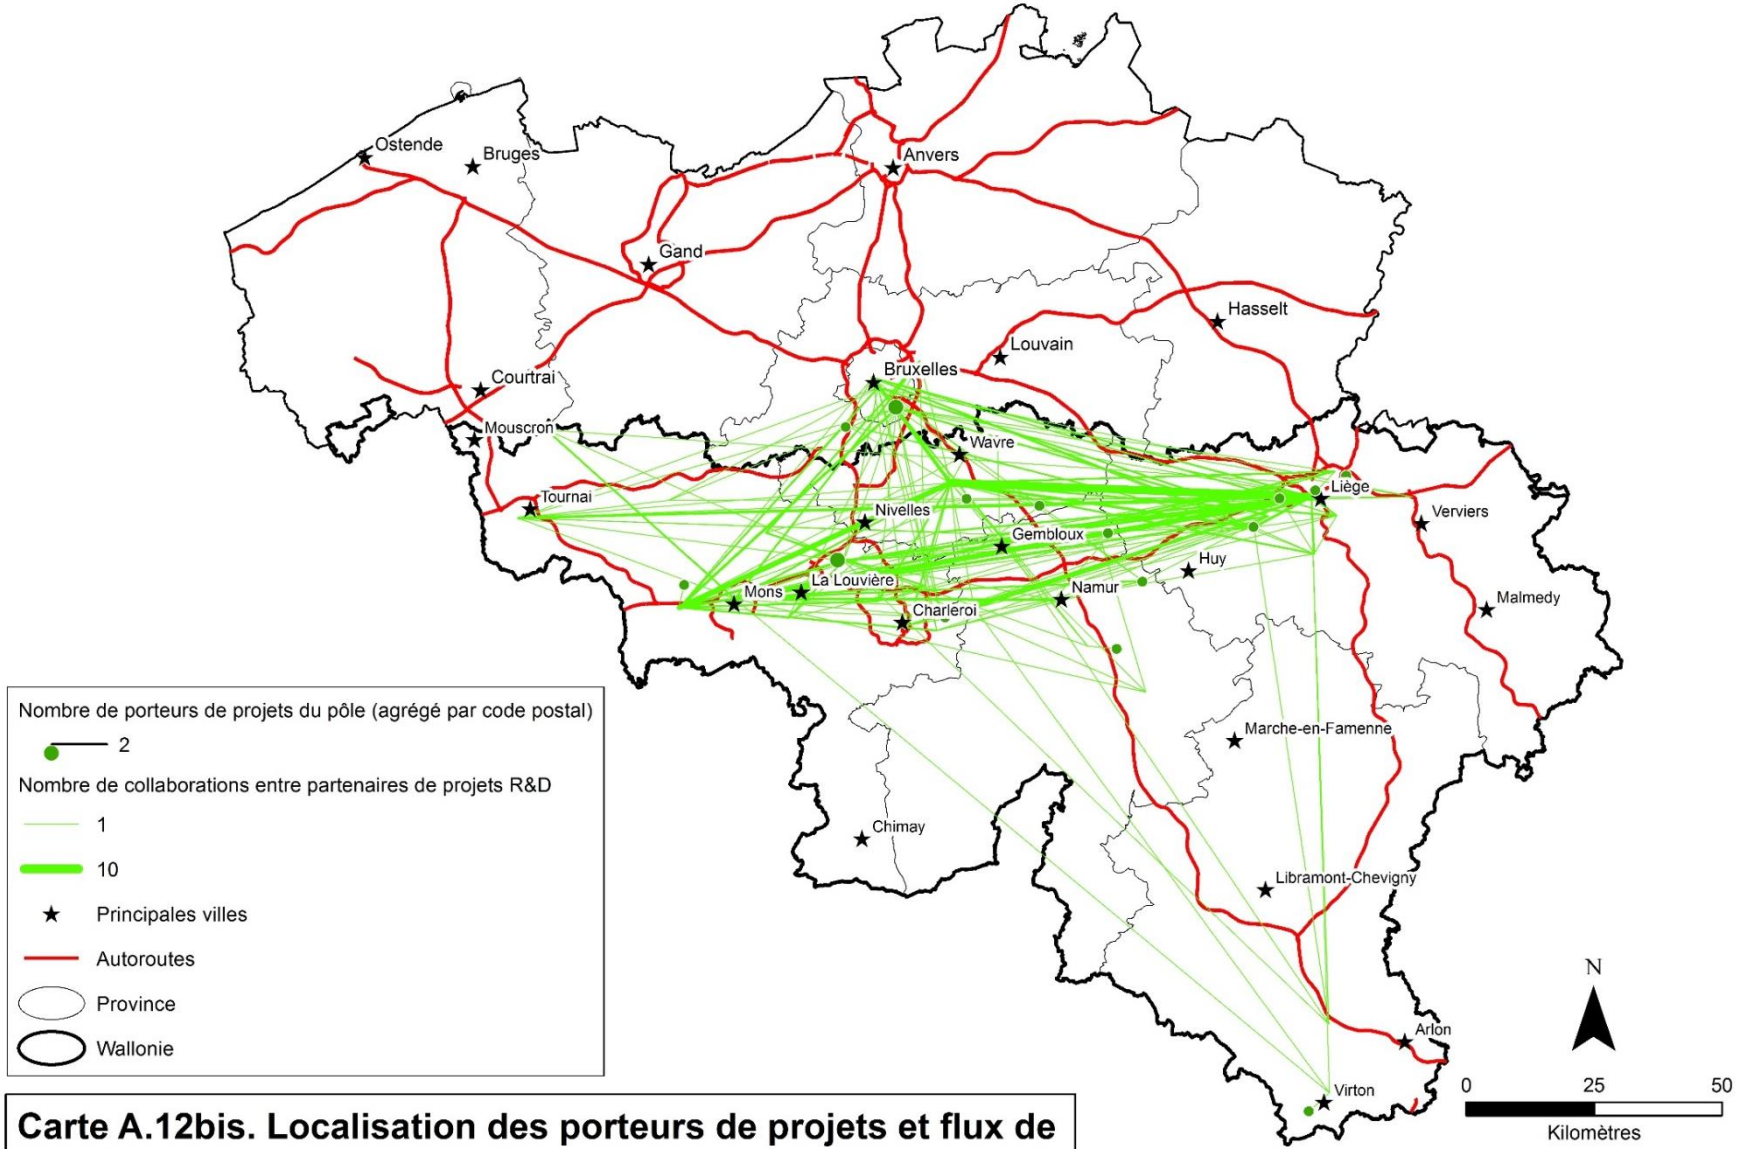 Ostende
Bruges
Anvers
Gand
Hasselt
Louvain
Bruxelles
Courtrai
Mouscron
Wavre
Liège
Tournai
Verviers
Nivelles
Gembloux
Huy
La Louvière
Mons
Namur
Malmedy
Charleroi
Marche-en-Famenne
Chimay
Libramont-Chevigny
Arlon
Virton
Nombre de porteurs de projets du pôle (agrégé par code postal)
2
Nombre de collaborations entre partenaires de projets R&D
1
10
Principales villes
Autoroutes
Province
Wallonie
N
0 25 50
Kilomètres
Carte A.12bis. Localisation des porteurs de projets et flux de